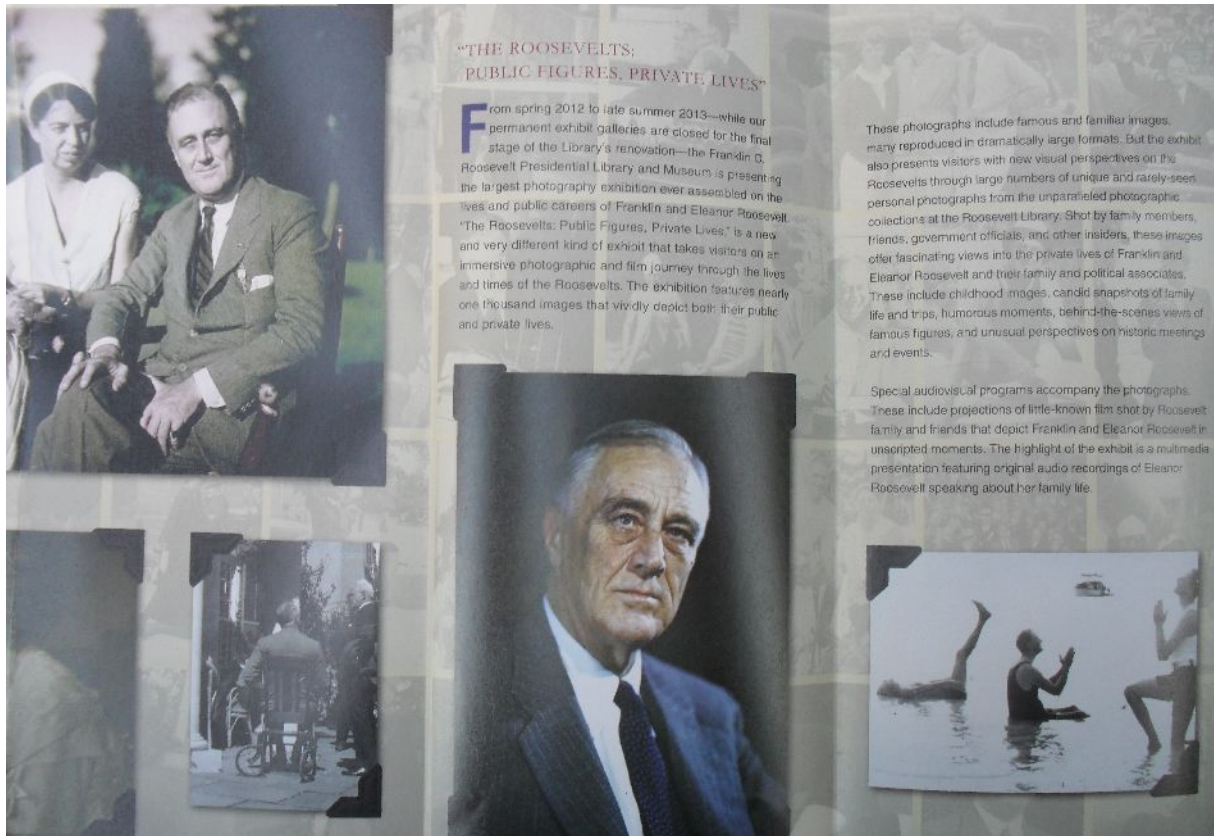 “THE ROOSEVELTS:
PUBLIC FIGURES, PRIVATE LIVES”
From spring 2012 to late summer 2013—while our
permanent exhibit galleries are closed for the final
stage of the Library's renovation—the Franklin D.
Roosevelt Presidential Library and Museum is presenting
the largest photography exhibition ever assembled on the
lives and public careers of Franklin and Eleanor Roosevelt.
“The Roosevelts: Public Figures, Private Lives,” is a new
and very different kind of exhibit that takes visitors on an
immersive photographic and film journey through the lives
and times of the Roosevelts. The exhibition features nearly
one thousand images that vividly depict both their public
and private lives.
These photographs include famous and familiar images,
many reproduced in dramatically large formats. But the exhibit
also presents visitors with new visual perspectives on the
Roosevelts through large numbers of unique and rarely-seen
personal photographs from the unparalleled photographic
collections at the Roosevelt Library. Shot by family members,
friends, government officials, and other insiders, these images
offer fascinating views into the private lives of Franklin and
Eleanor Roosevelt and their family and political associates.
These include childhood images, candid snapshots of family
life and trips, humorous moments, behind-the-scenes views of
famous figures, and unusual perspectives on historic meetings
and events.
Special audiovisual programs accompany the photographs.
These include projections of little-known film shot by Roosevelt
family and friends that depict Franklin and Eleanor Roosevelt in
unscripted moments. The highlight of the exhibit is a multimedia
presentation featuring original audio recordings of Eleanor
Roosevelt speaking about her family life.